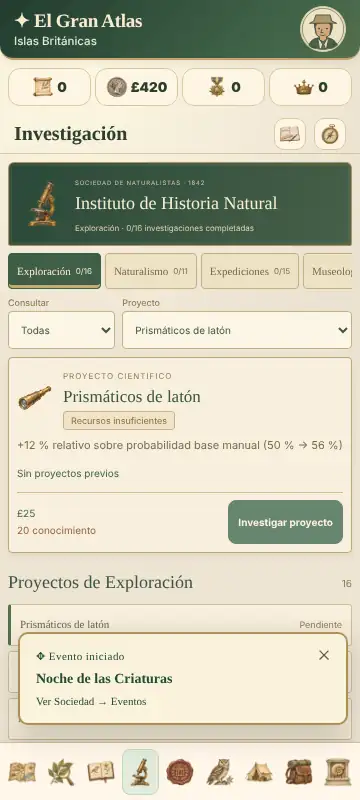 ✦ El Gran Atlas
Islas Británicas
0
£420
0
0
Investigación
SOCIEDAD DE NATURALISTAS · 1842
Instituto de Historia Natural
Exploración · 0/16 investigaciones completadas
Exploración 0/16
Naturalismo 0/11
Expediciones 0/15
Museolog
Consultar
Proyecto
Todas
Prismáticos de latón
PROYECTO CIENTÍFICO
Prismáticos de latón
Recursos insuficientes
+12 % relativo sobre probabilidad base manual (50 % → 56 %)
Sin proyectos previos
£25
20 conocimiento
Investigar proyecto
Proyectos de Exploración 16
Prismáticos de latón Pendiente
✥ Evento iniciado
Noche de las Criaturas
Ver Sociedad → Eventos